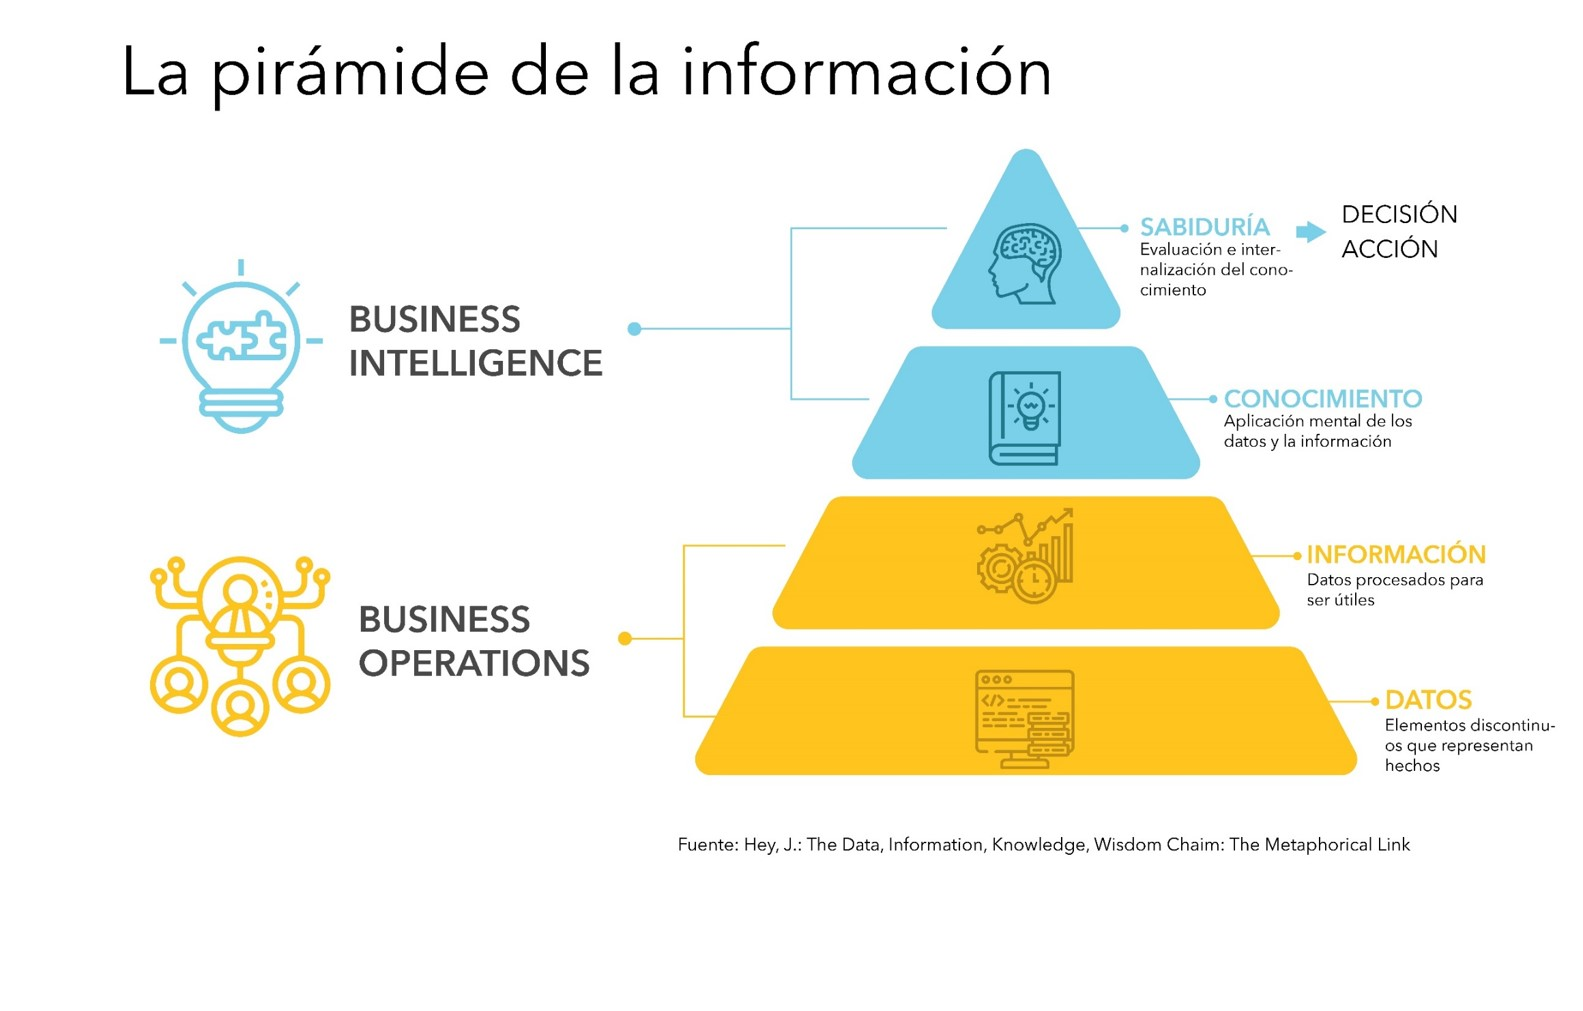 La pirámide de la información
SABIDURÍA
Evaluación e inter-
nalización del cono-
cimiento
DECISIÓN
ACCIÓN
BUSINESS
INTELLIGENCE
CONOCIMIENTO
Aplicación mental de los
datos y la información
INFORMACIÓN
Datos procesados para
ser útiles
BUSINESS
OPERATIONS
DATOS
Elementos discontinu-
os que representan
hechos
Fuente: Hey, J.: The Data, Information, Knowledge, Wisdom Chaim: The Metaphorical Link